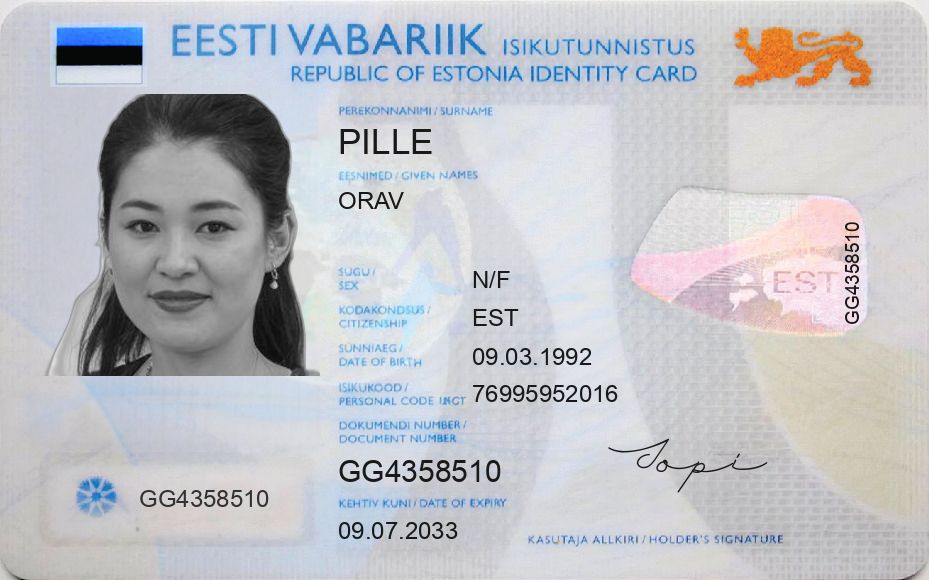 EESTI VABARIIK ISIKUTUNNISTUS
REPUBLIC OF ESTONIA IDENTITY CARD
PEREKONNANIMI / SURNAME
PILLE
EESNIMED / GIVEN NAMES
ORAV
SUGU / SEX N/F
KODAKONDSUS / CITIZENSHIP EST
SÜNNIAEG / DATE OF BIRTH 09.03.1992
ISIKUKOOD / PERSONAL CODE 76995952016
DOKUMENDI NUMBER / DOCUMENT NUMBER
GG4358510
KEHTIV KUNI / DATE OF EXPIRY
09.07.2033
GG4358510
EST
GG4358510
Sopi
KASUTAJA ALLKIRI / HOLDER'S SIGNATURE